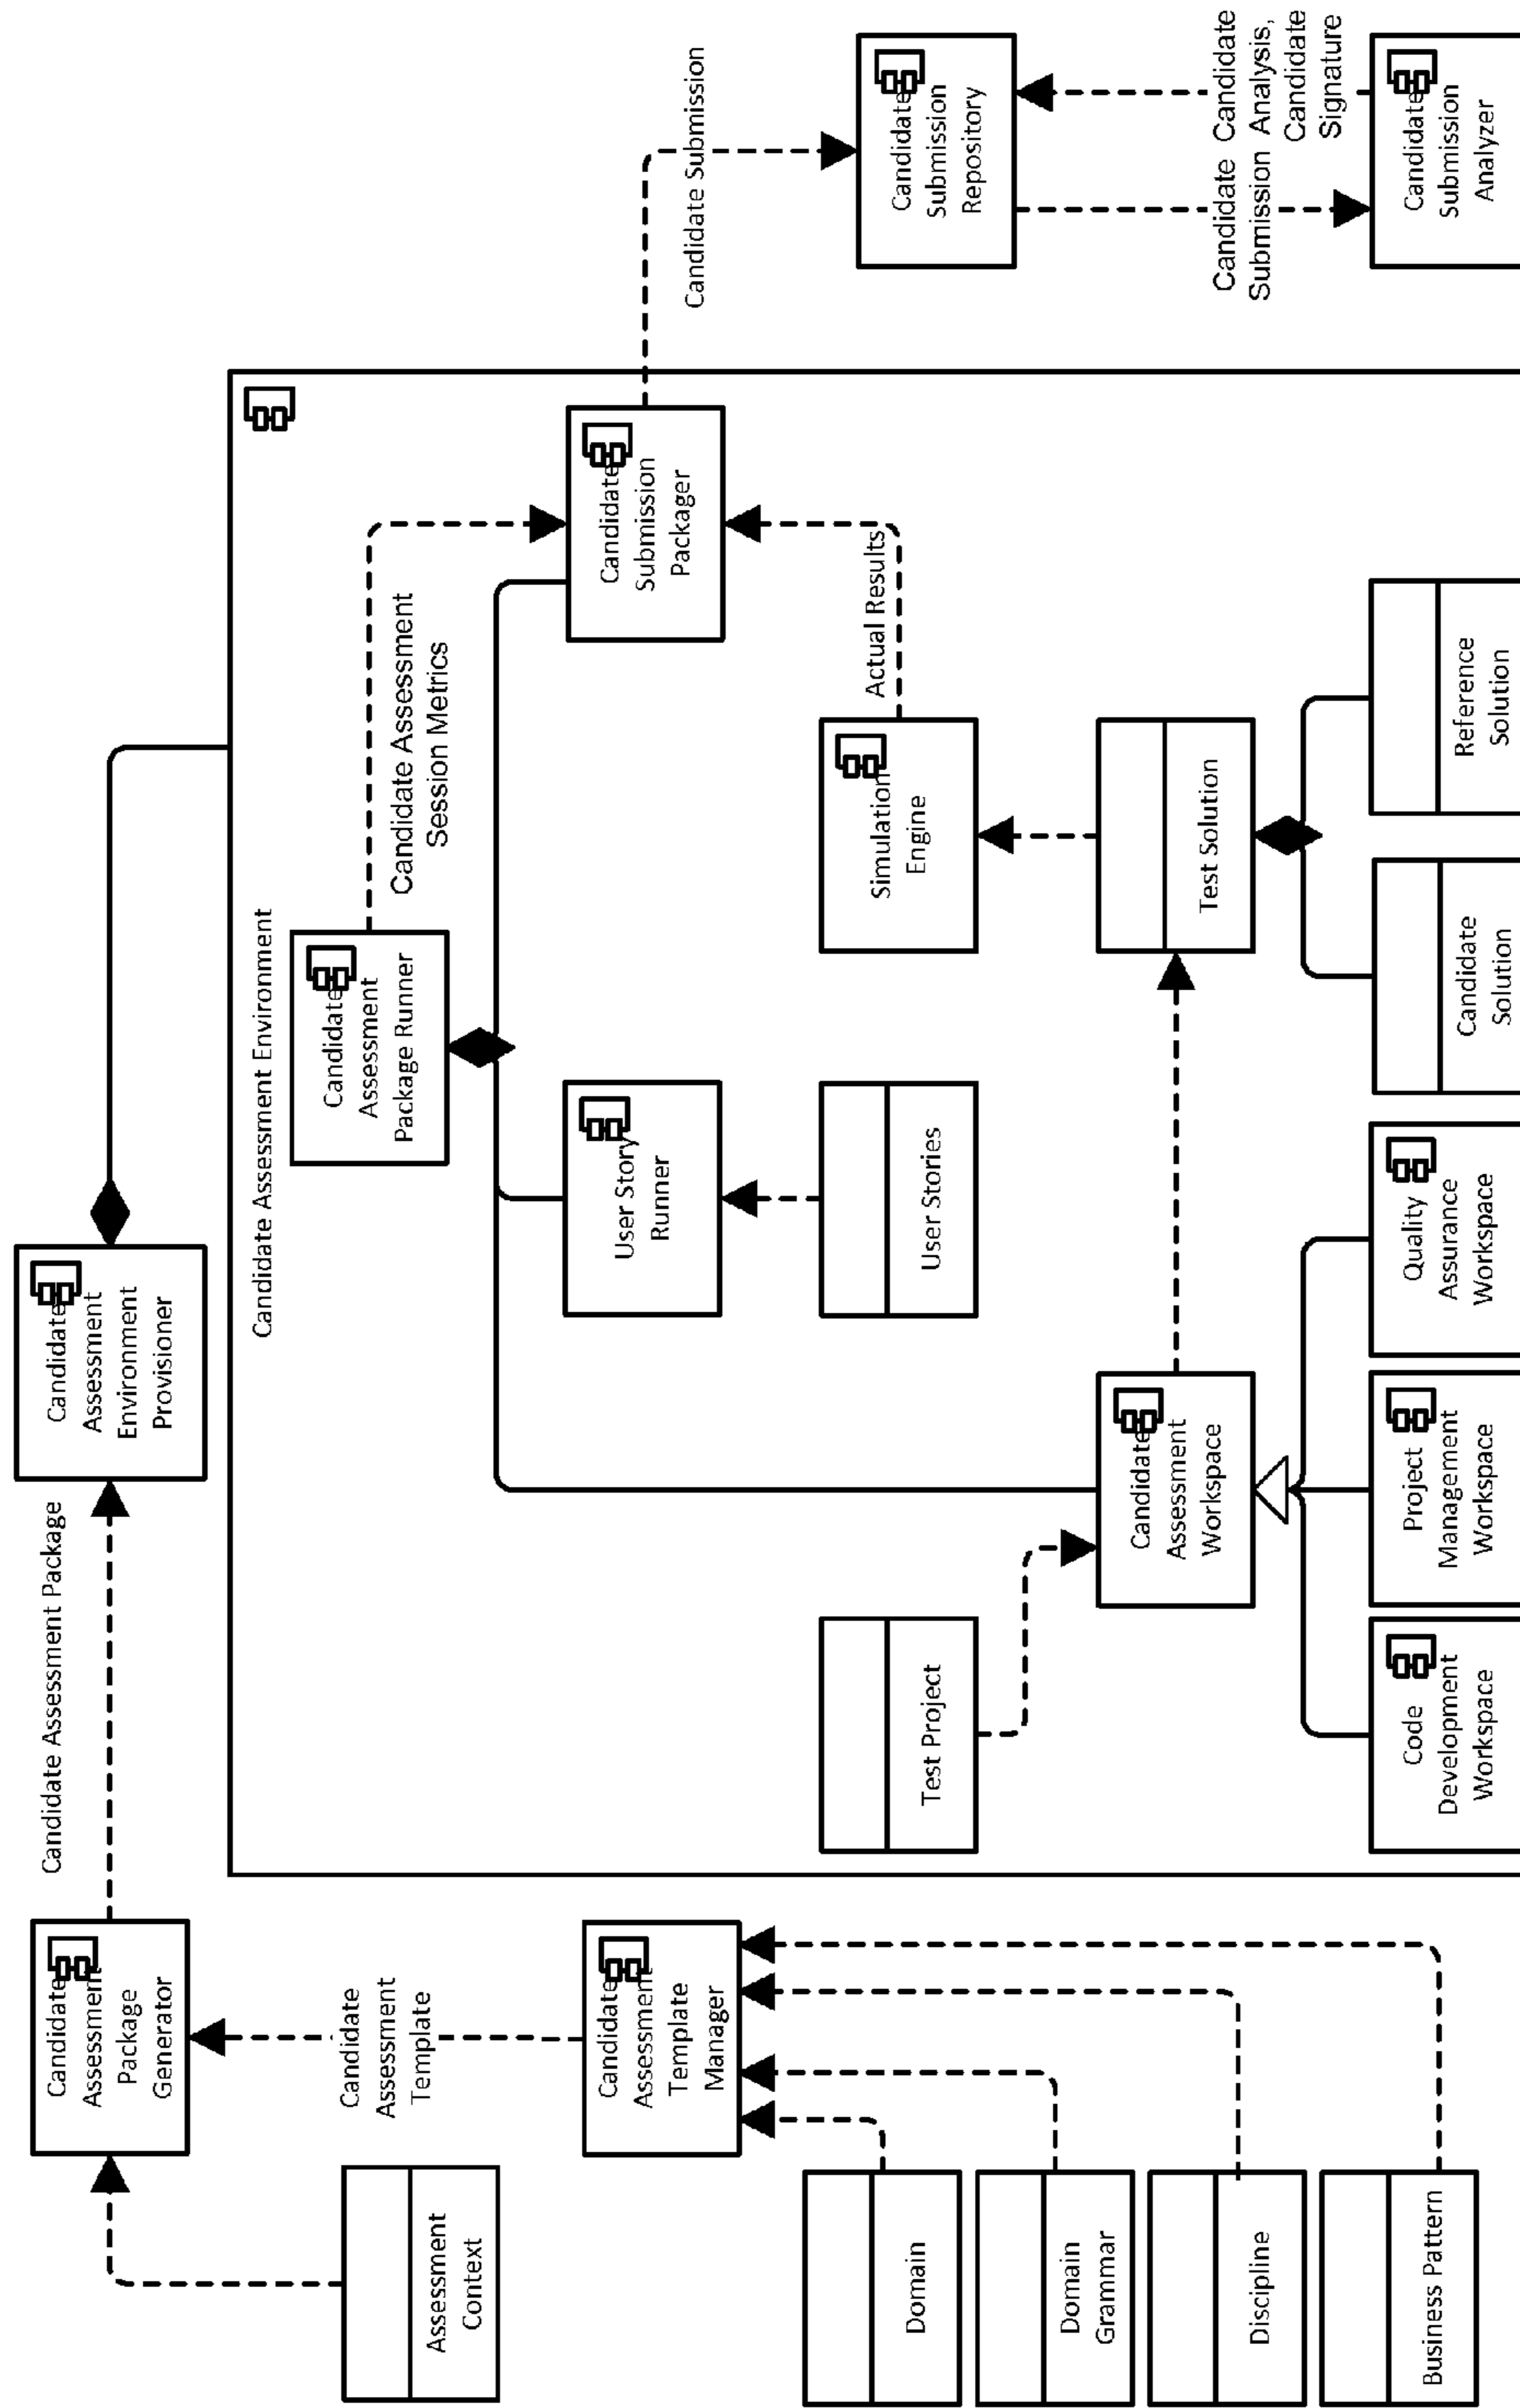 Candidate
Assessment
Package
Generator
Candidate Assessment Package
Candidate
Assessment
Environment
Provisioner
Assessment
Context
Candidate
Assessment
Template
Candidate
Assessment
Template
Manager
Domain
Domain
Grammar
Discipline
Business Pattern
Candidate Assessment Environment
Candidate
Assessment
Package Runner
Candidate Assessment
Session Metrics
User Story
Runner
Candidate
Submission
Packager
Candidate Submission
Test Project
User Stories
Simulation
Engine
Actual Results
Candidate
Assessment
Workspace
Test Solution
Code
Development
Workspace
Project
Management
Workspace
Quality
Assurance
Workspace
Candidate
Solution
Reference
Solution
Candidate
Submission
Repository
Candidate
Submission
Candidate
Analysis,
Candidate
Signature
Candidate
Submission
Analyzer